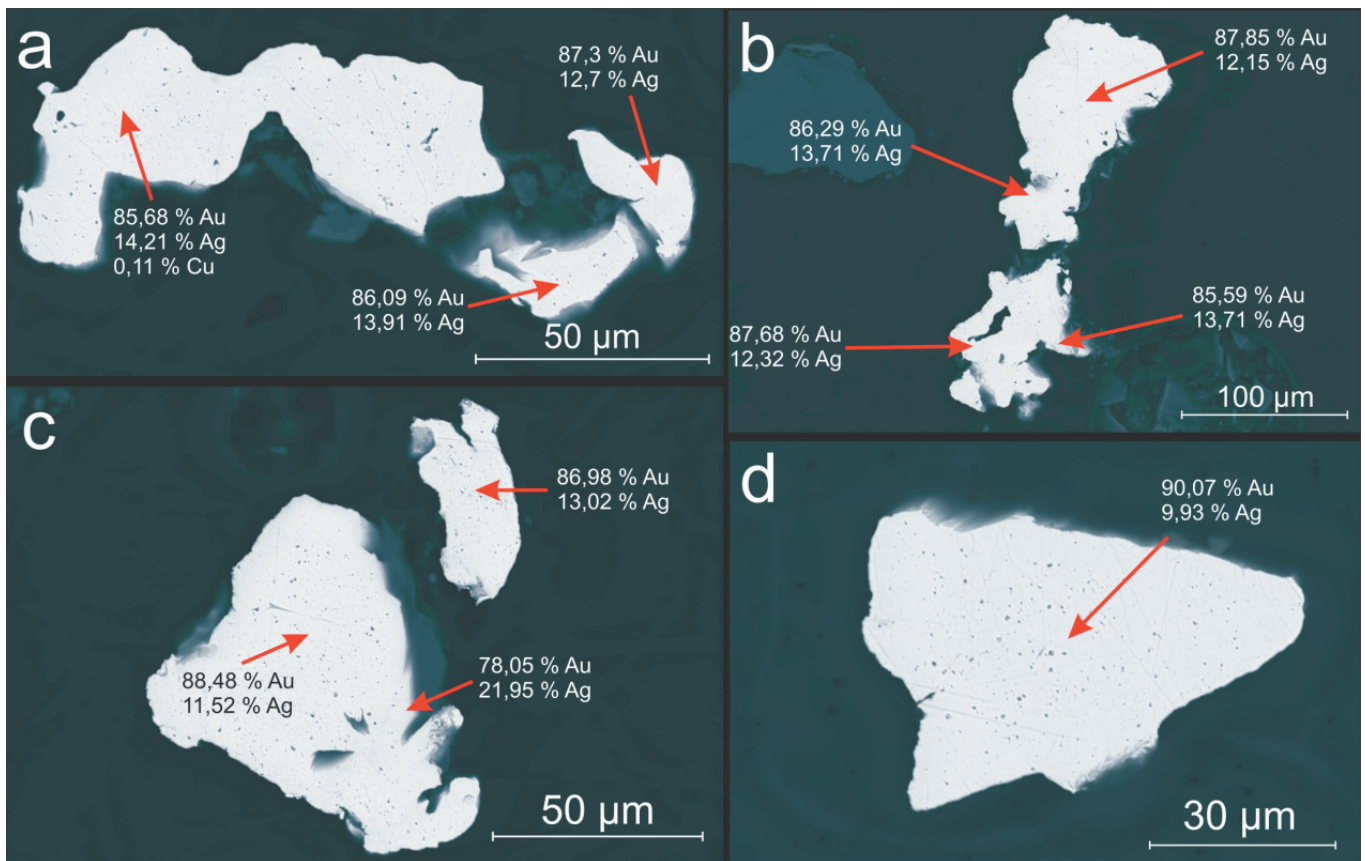 a
87,3 % Au
12,7 % Ag
85,68 % Au
14,21 % Ag
0,11 % Cu
86,09 % Au
13,91 % Ag
50 µm
b
87,85 % Au
12,15 % Ag
86,29 % Au
13,71 % Ag
87,68 % Au
12,32 % Ag
85,59 % Au
13,71 % Ag
100 µm
c
86,98 % Au
13,02 % Ag
88,48 % Au
11,52 % Ag
78,05 % Au
21,95 % Ag
50 µm
d
90,07 % Au
9,93 % Ag
30 µm